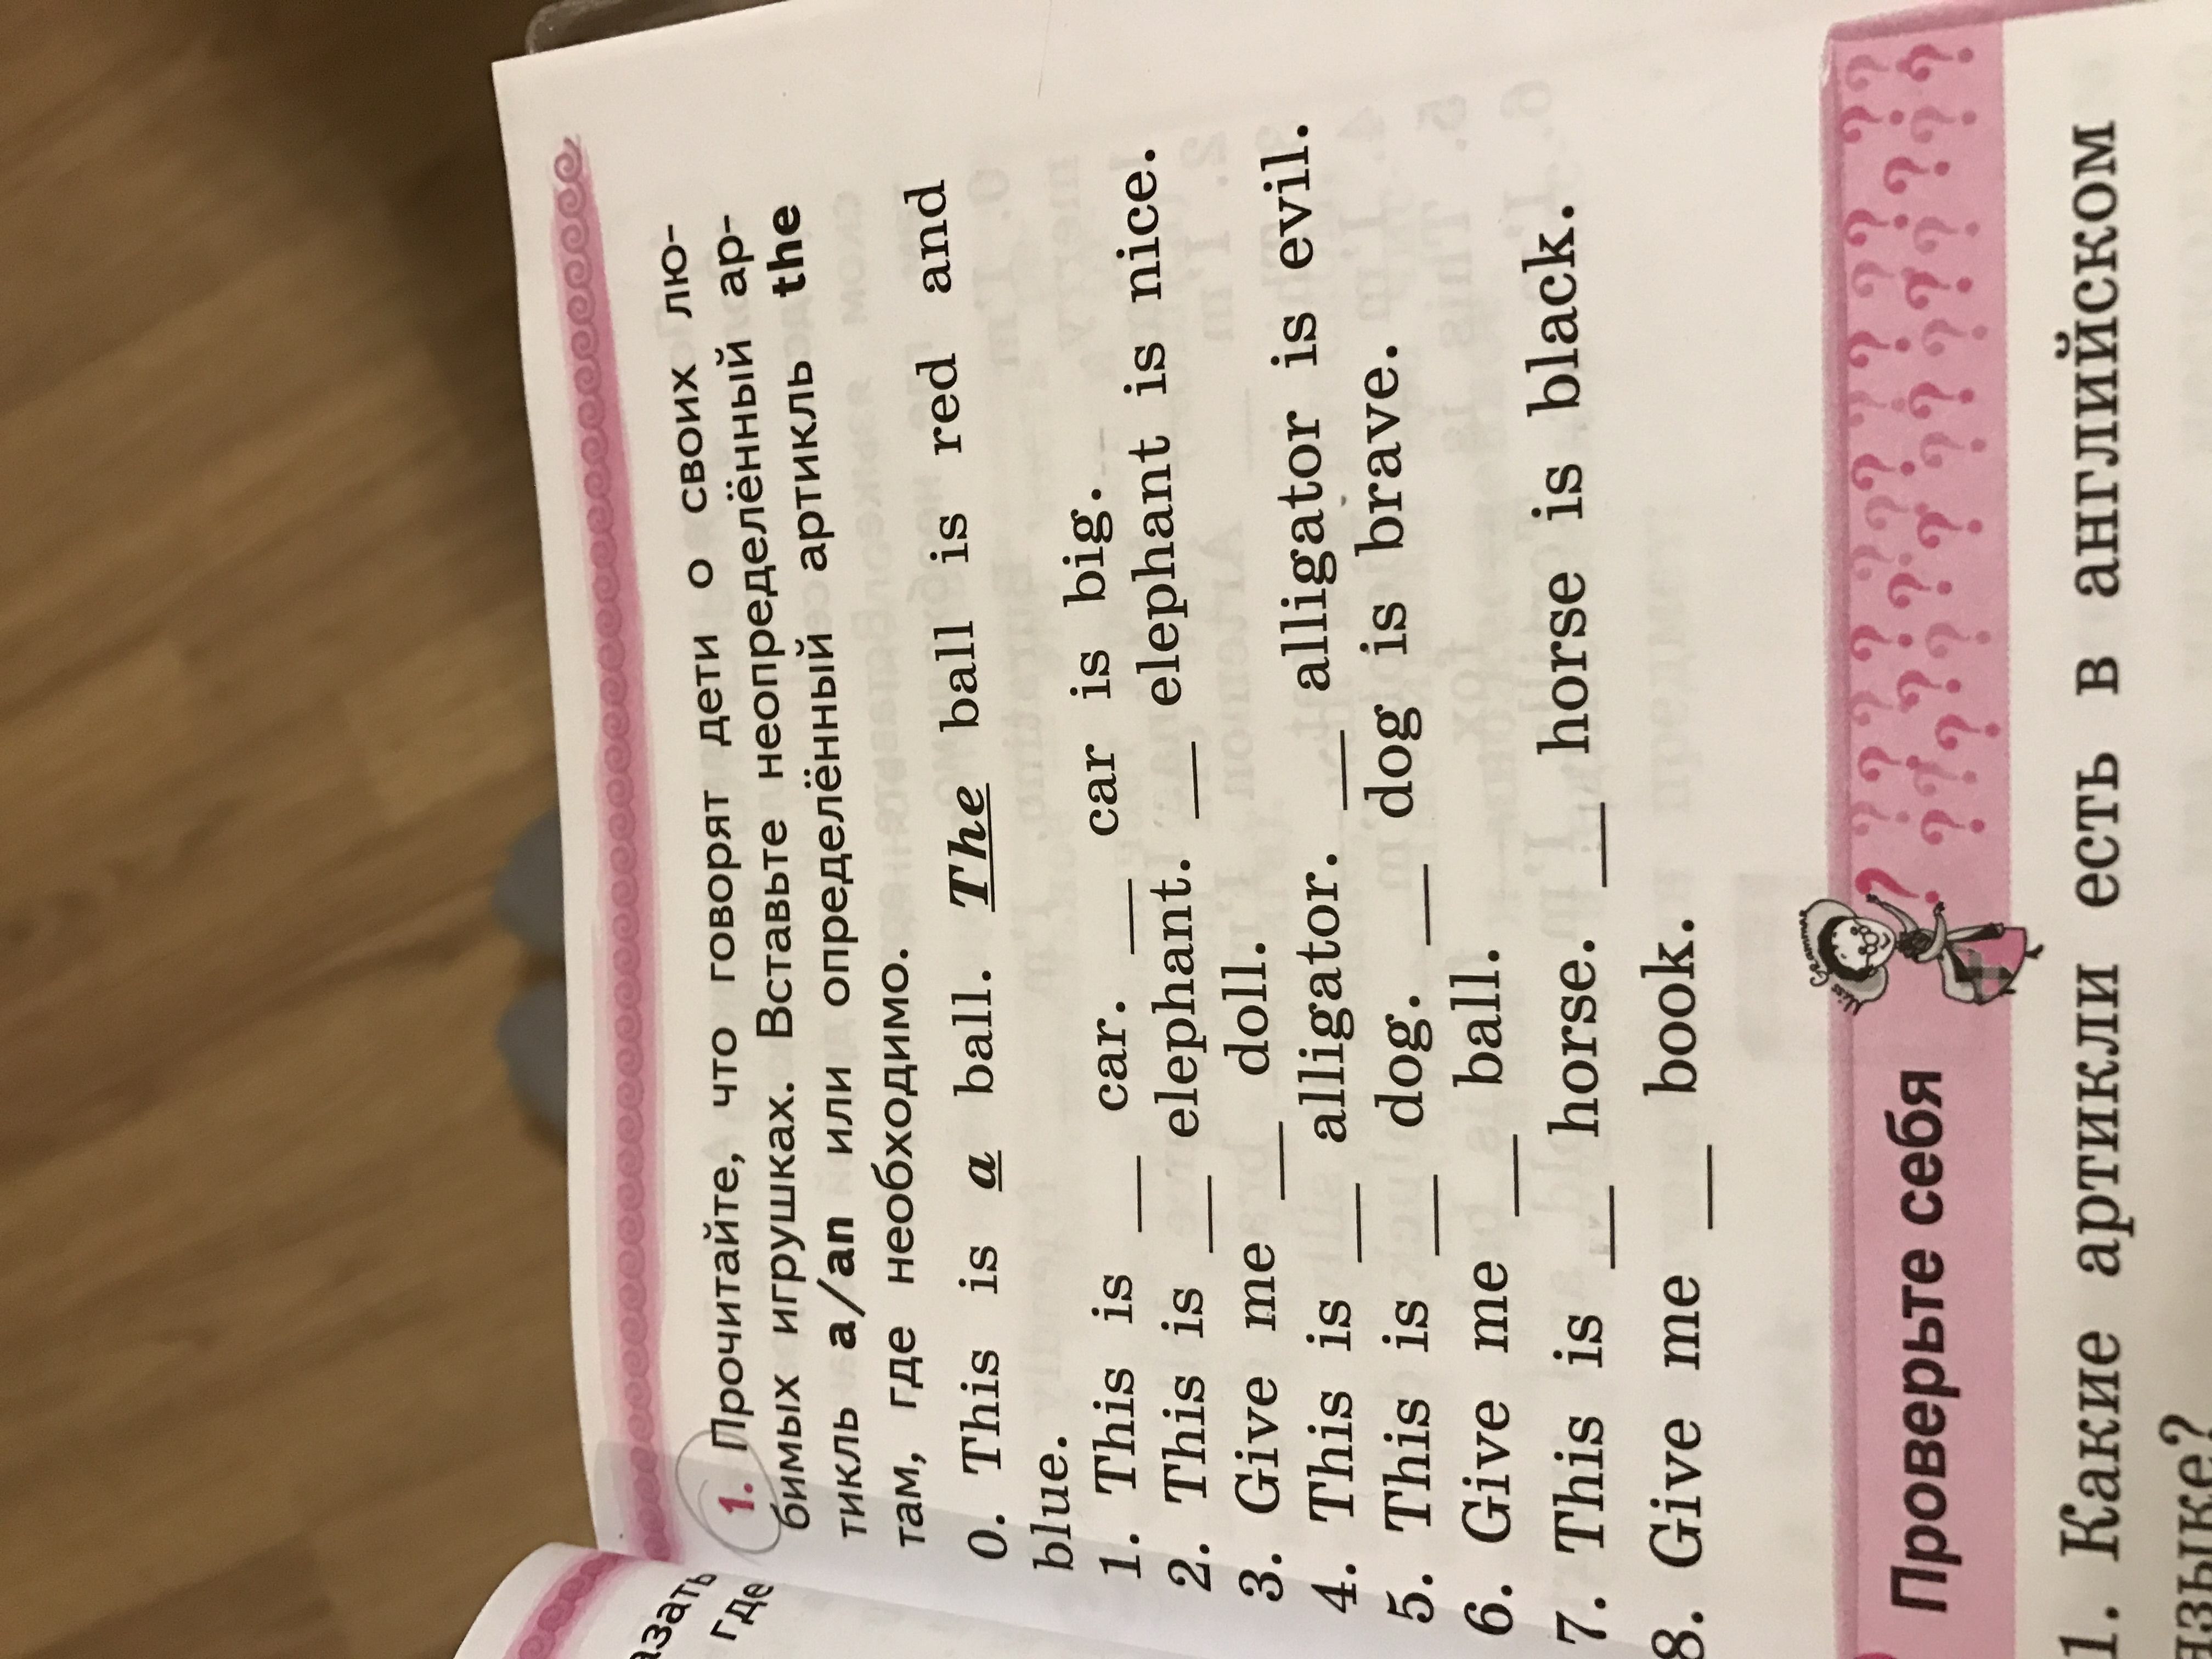 азать
где
1. Прочитайте, что говорят дети о своих лю-
бимых игрушках. Вставьте неопределённый ар-
тикль a/an или определённый артикль the
там, где необходимо.
0. This is a ball. The ball is red and
blue.
1. This is __ car. __ car is big.
2. This is __ elephant. __ elephant is nice.
3. Give me __ doll.
4. This is __ alligator. __ alligator is evil.
5. This is __ dog. __ dog is brave.
6. Give me __ ball.
7. This is __ horse. __ horse is black.
8. Give me __ book.
Проверьте себя
1. Какие артикли есть в английском
языке?